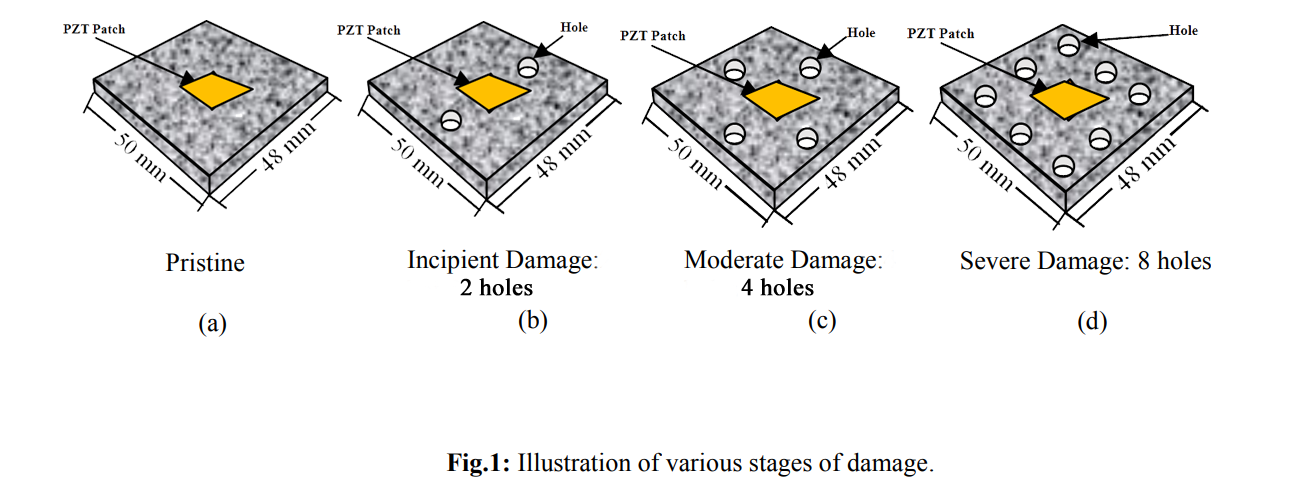 PZT Patch
50 mm
48 mm
Pristine
(a)
PZT Patch
Hole
50 mm
48 mm
Incipient Damage:
2 holes
(b)
PZT Patch
Hole
50 mm
48 mm
Moderate Damage:
4 holes
(c)
PZT Patch
Hole
50 mm
48 mm
Severe Damage: 8 holes
(d)
Fig.1: Illustration of various stages of damage.